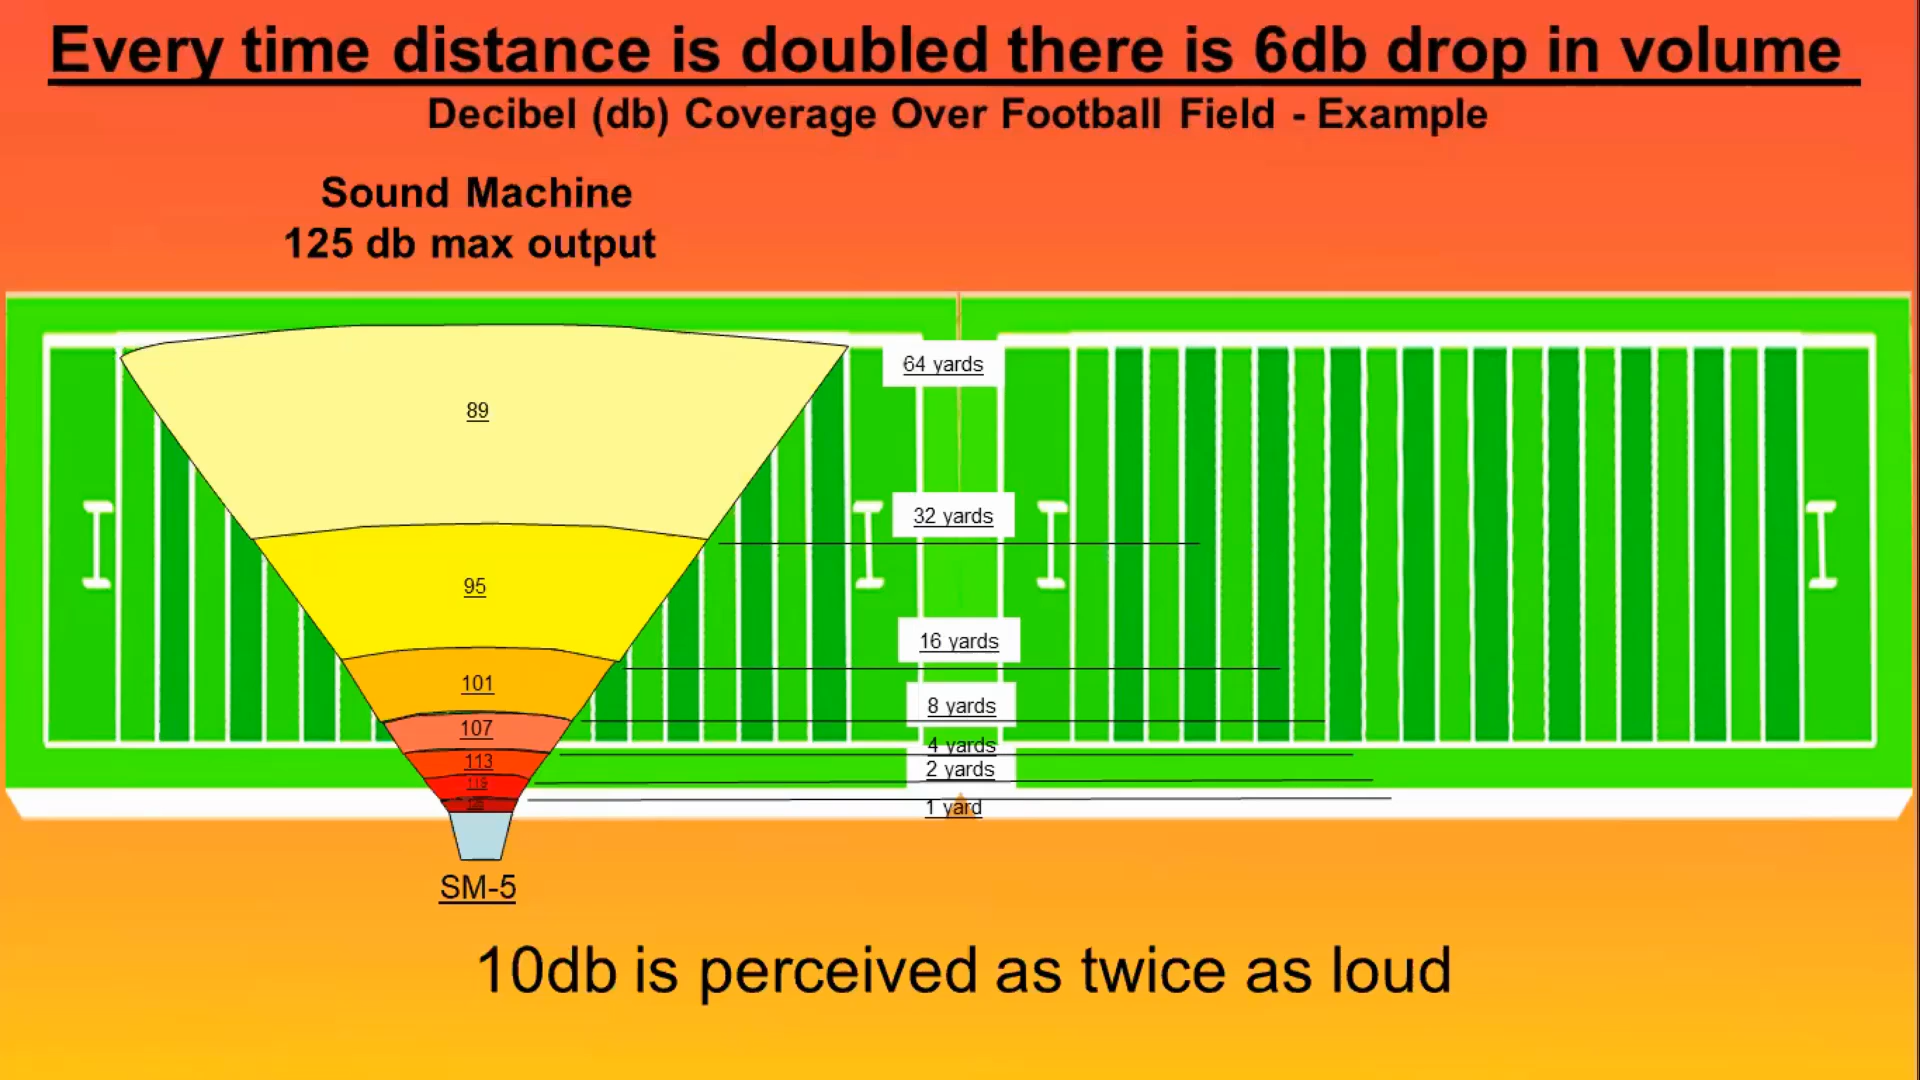 Every time distance is doubled there is 6db drop in volume
Decibel (db) Coverage Over Football Field - Example
Sound Machine
125 db max output
64 yards
89
32 yards
95
16 yards
101
8 yards
107
4 yards
113
2 yards
119
125
1 yard
SM-5
10db is perceived as twice as loud